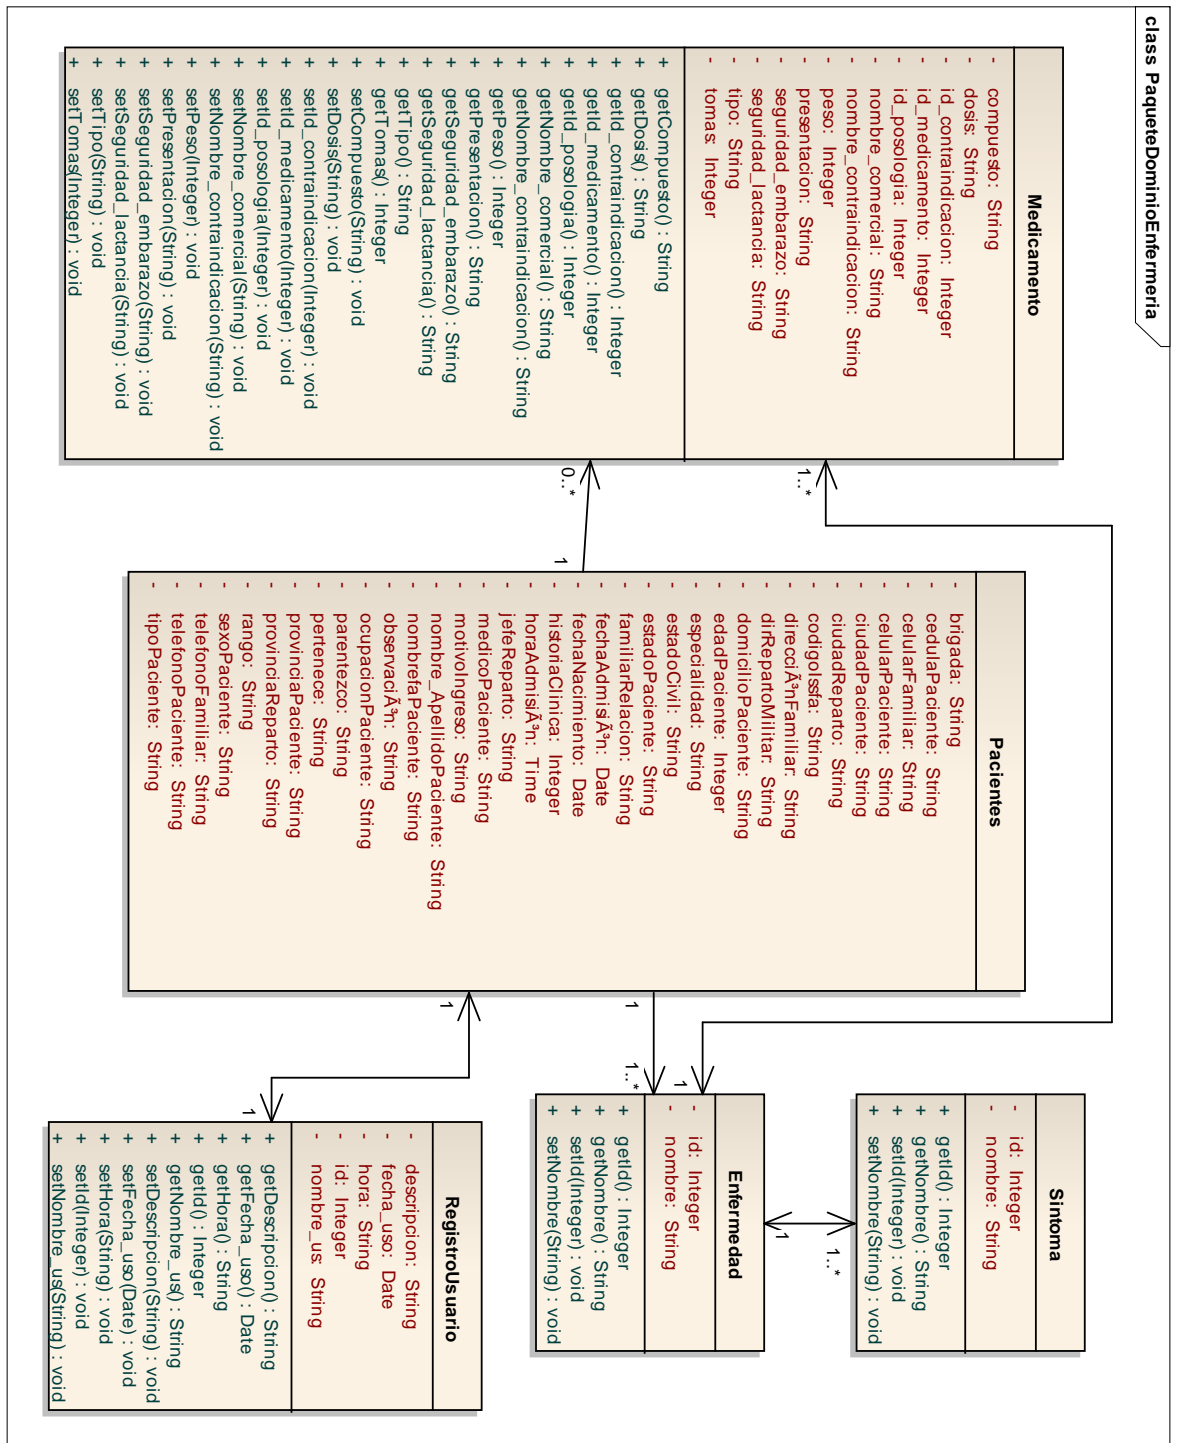 class PaqueteDominioEnfermeria
Medicamento
- compuesto: String
- dosis: String
- id_contraindicacion: Integer
- id_medicamento: Integer
- id_posologia: Integer
- nombre_comercial: String
- nombre_contraindicacion: String
- peso: Integer
- presentacion: String
- seguridad_embarazo: String
- seguridad_lactancia: String
- tipo: String
- tomas: Integer
+ getCompuesto() : String
+ getDosis() : String
+ getId_contraindicacion() : Integer
+ getId_medicamento() : Integer
+ getId_posologia() : Integer
+ getNombre_comercial() : String
+ getNombre_contraindicacion() : String
+ getPeso() : Integer
+ getPresentacion() : String
+ getSeguridad_embarazo() : String
+ getSeguridad_lactancia() : String
+ getTipo() : String
+ getTomas() : Integer
+ setCompuesto(String) : void
+ setDosis(String) : void
+ setId_contraindicacion(Integer) : void
+ setId_medicamento(Integer) : void
+ setId_posologia(Integer) : void
+ setNombre_comercial(String) : void
+ setNombre_contraindicacion(String) : void
+ setPeso(Integer) : void
+ setPresentacion(String) : void
+ setSeguridad_embarazo(String) : void
+ setSeguridad_lactancia(String) : void
+ setTipo(String) : void
+ setTomas(Integer) : void
1..*
0..*
1
Pacientes
- brigada: String
- cedulaPaciente: String
- celularFamiliar: String
- celularPaciente: String
- ciudadPaciente: String
- ciudadReparto: String
- codigoIssfa: String
- direcciÃ³nFamiliar: String
- dirRepartoMilitar: String
- domicilioPaciente: String
- edadPaciente: Integer
- especialidad: String
- estadoCivil: String
- estadoPaciente: String
- familiarRelacion: String
- fechaAdmisiÃ³n: Date
- fechaNacimiento: Date
- historiaClinica: Integer
- horaAdmisiÃ³n: Time
- jefeReparto: String
- medicoPaciente: String
- motivoIngreso: String
- nombre_ApellidoPaciente: String
- nombrefaPaciente: String
- observaciÃ³n: String
- ocupacionPaciente: String
- parentezco: String
- pertenece: String
- provinciaPaciente: String
- provinciaReparto: String
- rango: String
- sexoPaciente: String
- telefonoFamiliar: String
- telefonoPaciente: String
- tipoPaciente: String
1
1
1
1..*
1
Sintoma
- id: Integer
- nombre: String
+ getId() : Integer
+ getNombre() : String
+ setId(Integer) : void
+ setNombre(String) : void
1..*
1
Enfermedad
- id: Integer
- nombre: String
+ getId() : Integer
+ getNombre() : String
+ setId(Integer) : void
+ setNombre(String) : void
RegistroUsuario
- descripcion: String
- fecha_uso: Date
- hora: String
- id: Integer
- nombre_us: String
+ getDescripcion() : String
+ getFecha_uso() : Date
+ getHora() : String
+ getId() : Integer
+ getNombre_us() : String
+ setDescripcion(String) : void
+ setFecha_uso(Date) : void
+ setHora(String) : void
+ setId(Integer) : void
+ setNombre_us(String) : void